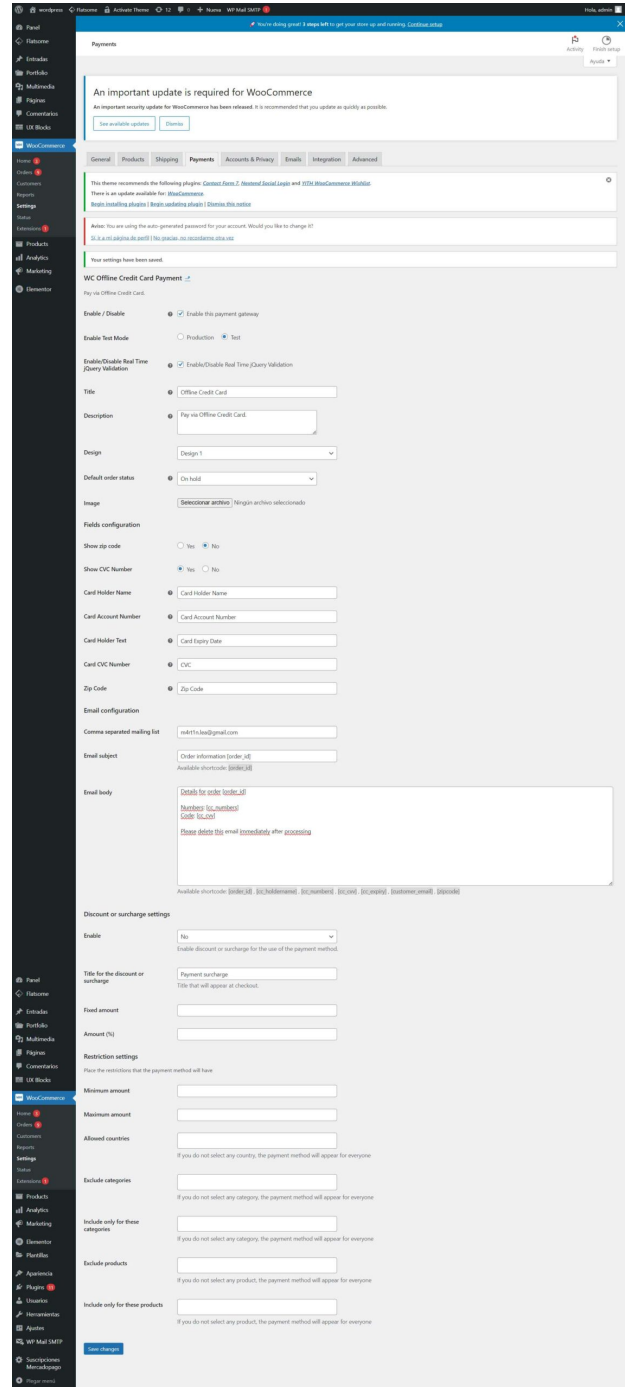 wordpress Flatsome Activate Theme 12 0 Nueva WP Mail SMTP Hola, admin
You're doing great! 3 steps left to get your store up and running. Continue setup
Panel
Flatsome
Entradas
Portfolio
Multimedia
Páginas
Comentarios
UX Blocks
WooCommerce
Home
Orders
Customers
Reports
Settings
Status
Extensions
Products
Analytics
Marketing
Elementor
Payments
Activity
Finish setup
Ayuda
An important update is required for WooCommerce
An important security update for WooCommerce has been released. It is recommended that you update as quickly as possible.
See available updates Dismiss
General Products Shipping Payments Accounts & Privacy Emails Integration Advanced
This theme recommends the following plugins: Contact Form 7, Nextend Social Login and YITH WooCommerce Wishlist.
There is an update available for: WooCommerce.
Begin installing plugins | Begin updating plugin | Dismiss this notice
Aviso: You are using the auto-generated password for your account. Would you like to change it?
Sí, ir a mi página de perfil | No gracias, no recordarme otra vez
Your settings have been saved.
WC Offline Credit Card Payment
Pay via Offline Credit Card.
Enable / Disable Enable this payment gateway
Enable Test Mode Production Test
Enable/Disable Real Time jQuery Validation Enable/Disable Real Time jQuery Validation
Title Offline Credit Card
Description Pay via Offline Credit Card.
Design Design 1
Default order status On hold
Image Seleccionar archivo Ningún archivo seleccionado
Fields configuration
Show zip code Yes No
Show CVC Number Yes No
Card Holder Name Card Holder Name
Card Account Number Card Account Number
Card Holder Text Card Expiry Date
Card CVC Number CVC
Zip Code Zip Code
Email configuration
Comma separated mailing list m4rt1n.lea@gmail.com
Email subject Order information [order_id]
Available shortcode: [order_id]
Email body Details for order [order_id]
Numbers: [cc_numbers]
Code: [cc_cvv]
Please delete this email immediately after processing
Available shortcode: [order_id] , [cc_holdername] , [cc_numbers] , [cc_cvv] , [cc_expiry] , [customer_email] , [zipcode]
Discount or surcharge settings
Enable No
Enable discount or surcharge for the use of the payment method.
Title for the discount or surcharge Payment surcharge
Title that will appear at checkout.
Fixed amount
Amount (%)
Restriction settings
Place the restrictions that the payment method will have
Minimum amount
Maximum amount
Allowed countries
If you do not select any country, the payment method will appear for everyone
Exclude categories
If you do not select any category, the payment method will appear for everyone
Include only for these categories
If you do not select any category, the payment method will appear for everyone
Exclude products
If you do not select any product, the payment method will appear for everyone
Include only for these products
If you do not select any product, the payment method will appear for everyone
Save changes
Panel
Flatsome
Entradas
Portfolio
Multimedia
Páginas
Comentarios
UX Blocks
WooCommerce
Home
Orders
Customers
Reports
Settings
Status
Extensions
Products
Analytics
Marketing
Elementor
Plantillas
Apariencia
Plugins
Usuarios
Herramientas
Ajustes
WP Mail SMTP
Suscripciones
Mercadopago
Plegar menú